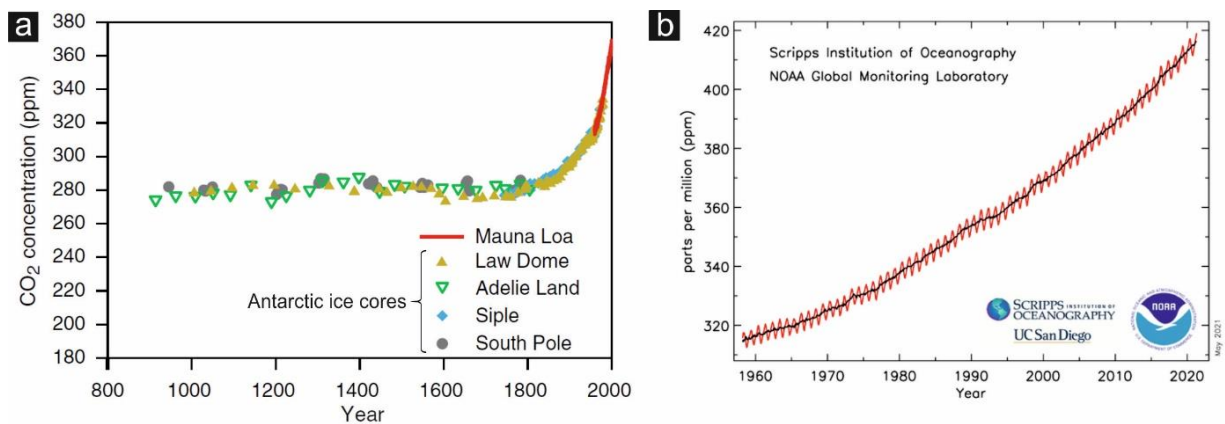 a
CO2 concentration (ppm)
380
360
340
320
300
280
260
240
220
200
180
Mauna Loa
Law Dome
Adelie Land
Siple
South Pole
Antarctic ice cores
800 1000 1200 1400 1600 1800 2000
Year
b
Scripps Institution of Oceanography
NOAA Global Monitoring Laboratory
parts per million (ppm)
420
400
380
360
340
320
SCRIPPS INSTITUTION OF
OCEANOGRAPHY
UC San Diego
NOAA
May 2021
1960 1970 1980 1990 2000 2010 2020
Year